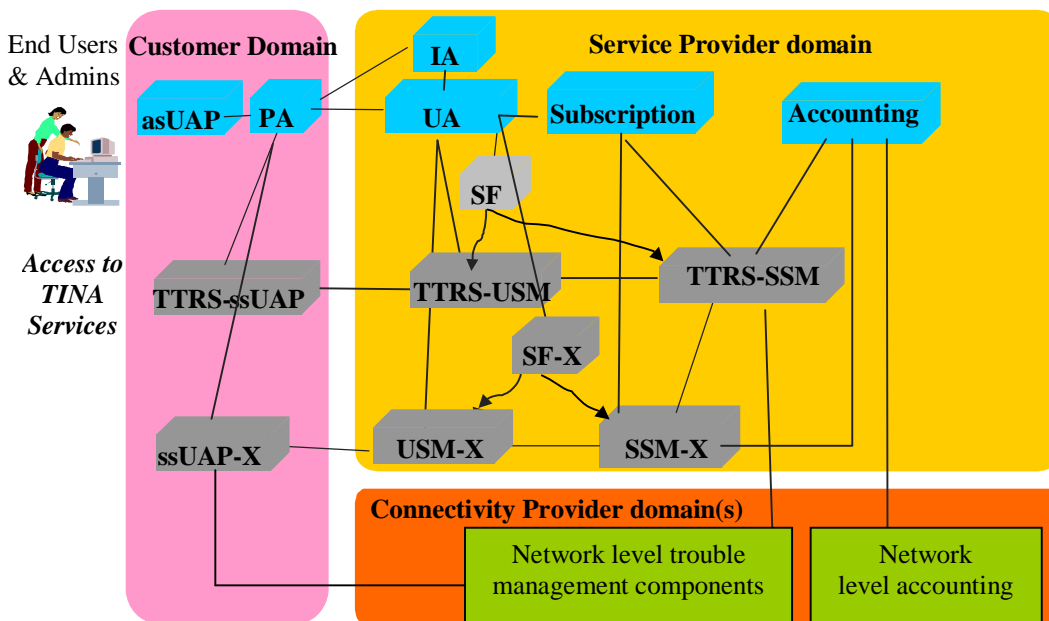 End Users
& Admins
Customer Domain
IA
Service Provider domain
asUAP
PA
UA
Subscription
Accounting
SF
Access to
TINA
Services
TTRS-ssUAP
TTRS-USM
TTRS-SSM
SF-X
ssUAP-X
USM-X
SSM-X
Connectivity Provider domain(s)
Network level trouble
management components
Network
level accounting